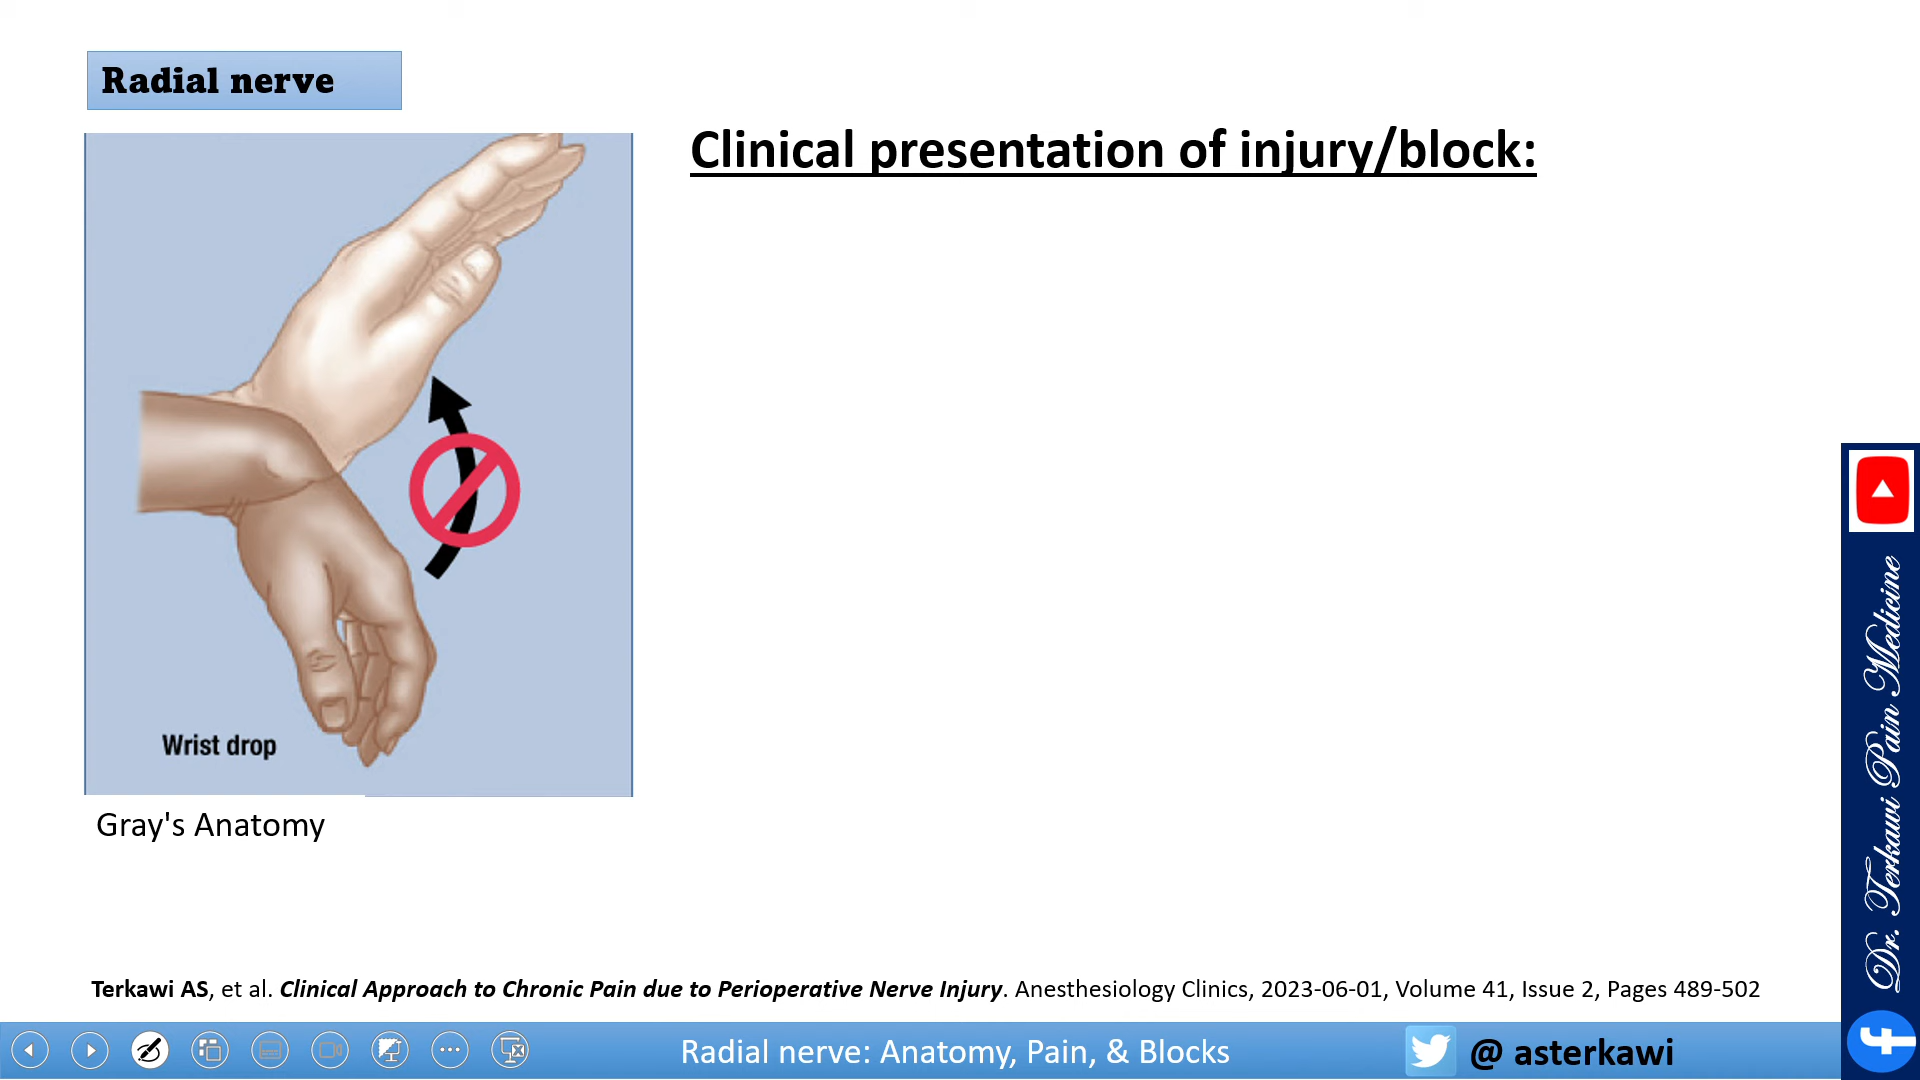 Radial nerve
Clinical presentation of injury/block:
Wrist drop
Gray's Anatomy
Dr. Terkawi Pain Medicine
Terkawi AS, et al. Clinical Approach to Chronic Pain due to Perioperative Nerve Injury. Anesthesiology Clinics, 2023-06-01, Volume 41, Issue 2, Pages 489-502
Radial nerve: Anatomy, Pain, & Blocks
@ asterkawi